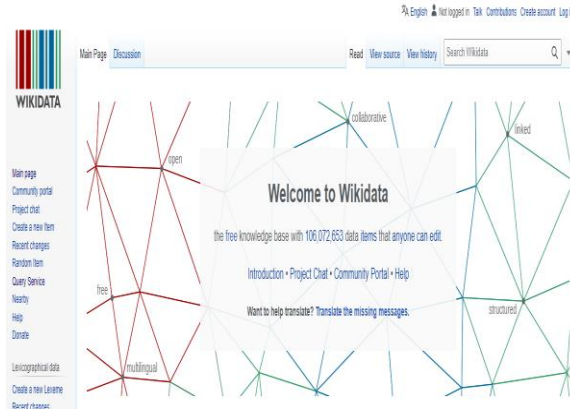 English Not logged in Talk Contributions Create account Log i
WIKIDATA
Main Page Discussion Read View source View history Search Wikidata
Main page
Community portal
Project chat
Create a new Item
Recent changes
Random Item
Query Service
Nearby
Help
Donate
Lexicographical data
Create a new Lexeme
Recent changes
collaborative
linked
open
Welcome to Wikidata
the free knowledge base with 106,072,653 data items that anyone can edit.
Introduction • Project Chat • Community Portal • Help
Want to help translate? Translate the missing messages.
free
structured
multilingual